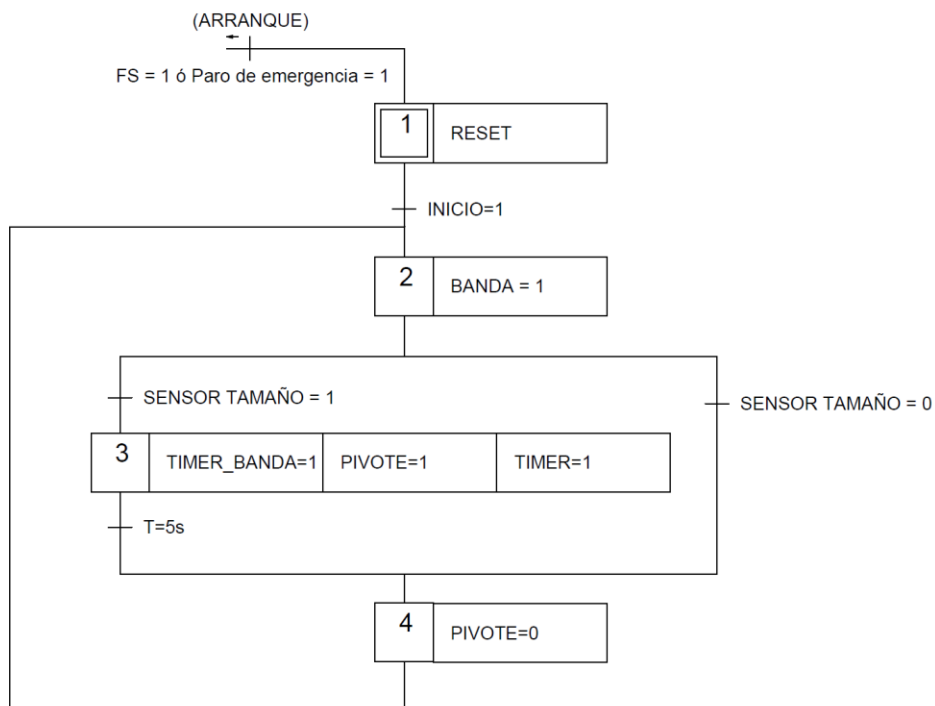 (ARRANQUE)
FS = 1 ó Paro de emergencia = 1
1
RESET
INICIO=1
2
BANDA = 1
SENSOR TAMAÑO = 1
SENSOR TAMAÑO = 0
3
TIMER_BANDA=1
PIVOTE=1
TIMER=1
T=5s
4
PIVOTE=0